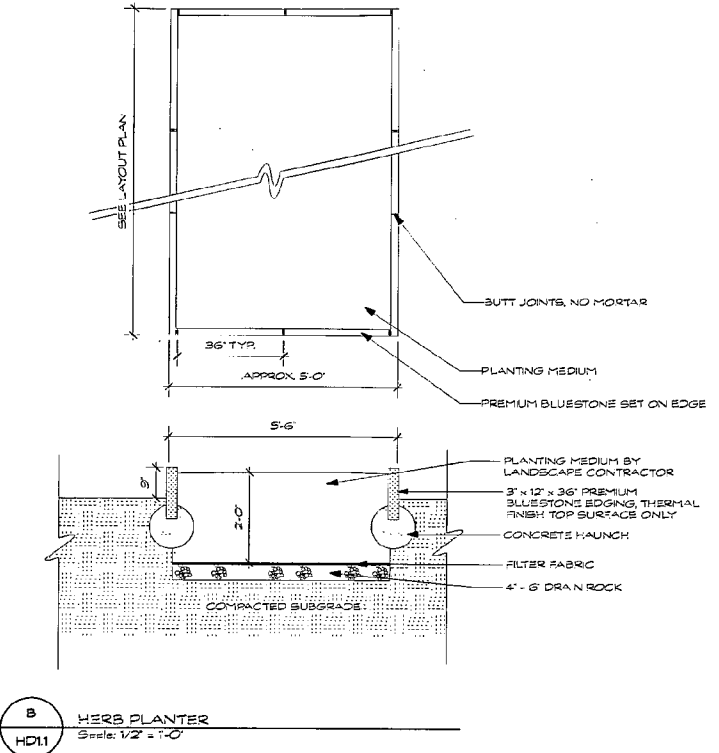 SEE LAYOUT PLAN
BUTT JOINTS, NO MORTAR
36" TYP.
PLANTING MEDIUM
APPROX. 5'-0"
PREMIUM BLUESTONE SET ON EDGE
5'-6"
PLANTING MEDIUM BY
LANDSCAPE CONTRACTOR
9"
2'-0"
3" x 12" x 36" PREMIUM
BLUESTONE EDGING, THERMAL
FINISH TOP SURFACE ONLY
CONCRETE HAUNCH
FILTER FABRIC
4" - 6" DRAIN ROCK
COMPACTED SUBGRADE
B
HD1.1
HERB PLANTER
Scale: 1/2" = 1'-0"